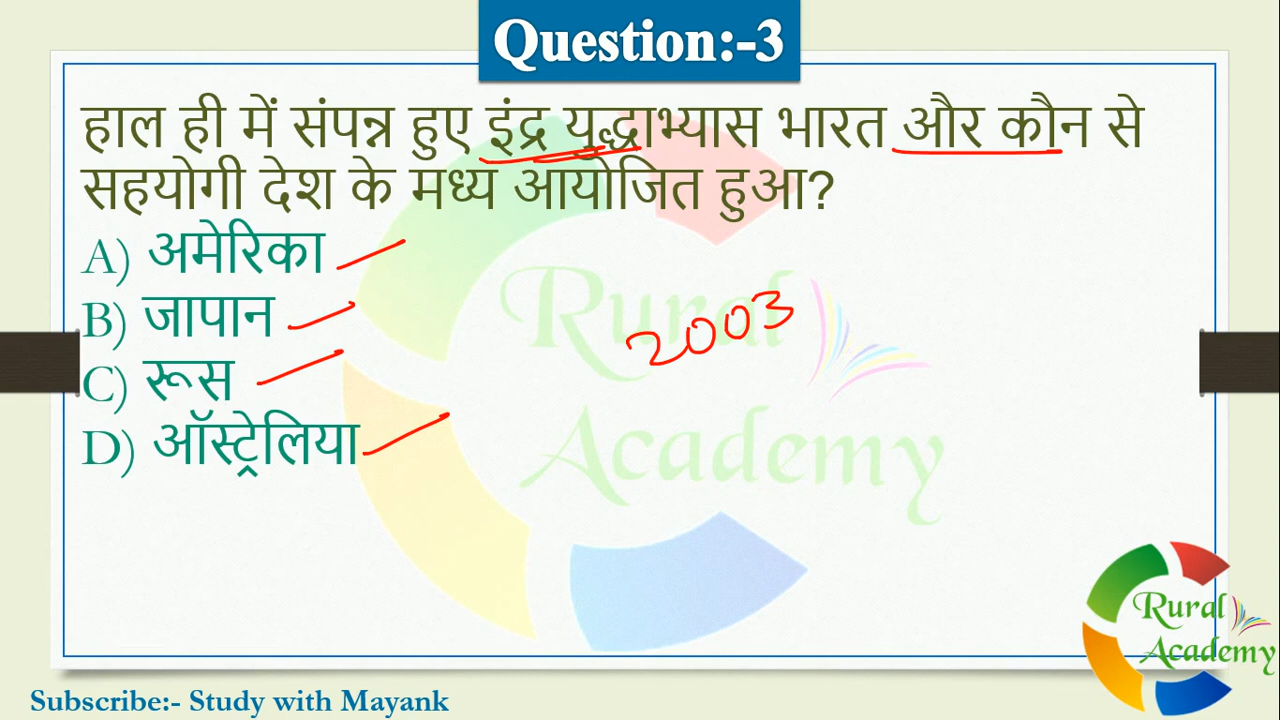 Question:-3
हाल ही में संपन्न हुए इंद्र युद्धाभ्यास भारत और कौन से
सहयोगी देश के मध्य आयोजित हुआ?
A) अमेरिका
B) जापान
C) रूस
D) ऑस्ट्रेलिया
2003
Rural
Academy
Rural
Academy
Subscribe:- Study with Mayank